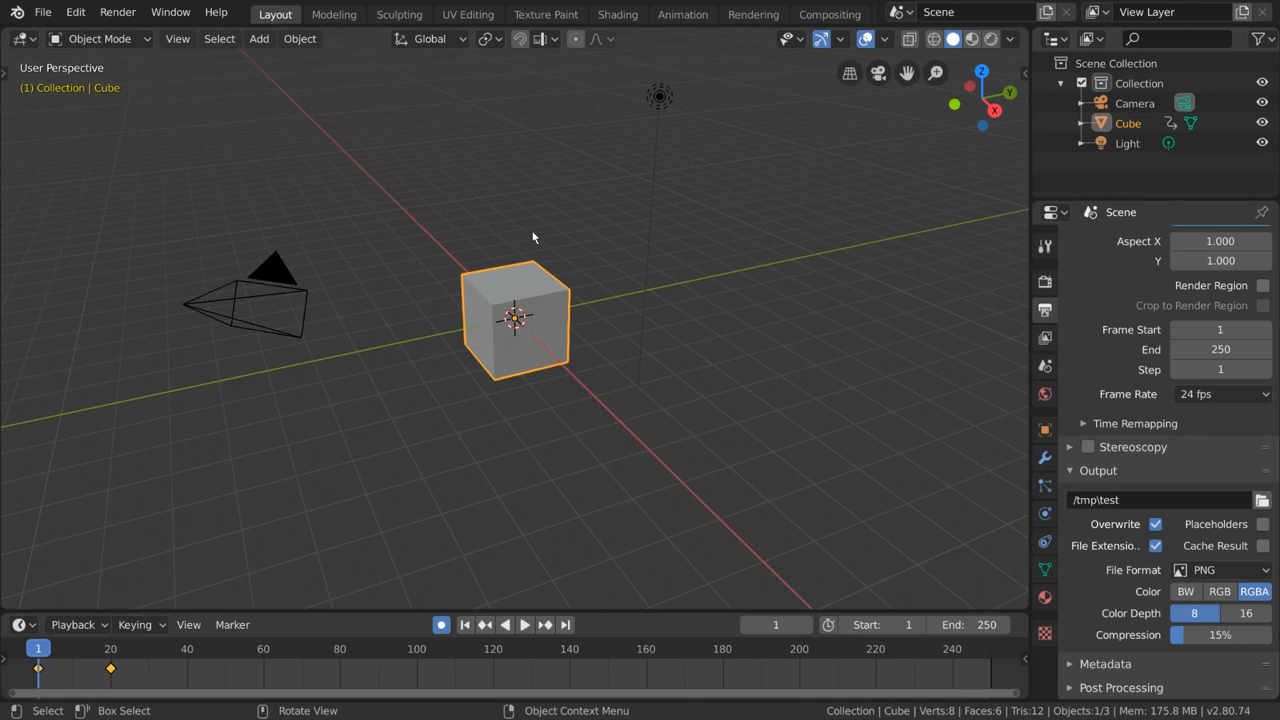 File Edit Render Window Help Layout Modeling Sculpting UV Editing Texture Paint Shading Animation Rendering Compositing Scene View Layer
Object Mode View Select Add Object Global
User Perspective
(1) Collection | Cube
Z
Y
X
Scene Collection
Collection
Camera
Cube
Light
Scene
Aspect X 1.000
Y 1.000
Render Region
Crop to Render Region
Frame Start 1
End 250
Step 1
Frame Rate 24 fps
Time Remapping
Stereoscopy
Output
/tmp\test
Overwrite Placeholders
File Extensio.. Cache Result
File Format PNG
Color BW RGB RGBA
Color Depth 8 16
Compression 15%
Metadata
Post Processing
Playback Keying View Marker 1 Start: 1 End: 250
1 20 40 60 80 100 120 140 160 180 200 220 240
Select Box Select Rotate View Object Context Menu Collection | Cube | Verts:8 | Faces:6 | Tris:12 | Objects:1/3 | Mem: 175.8 MB | v2.80.74